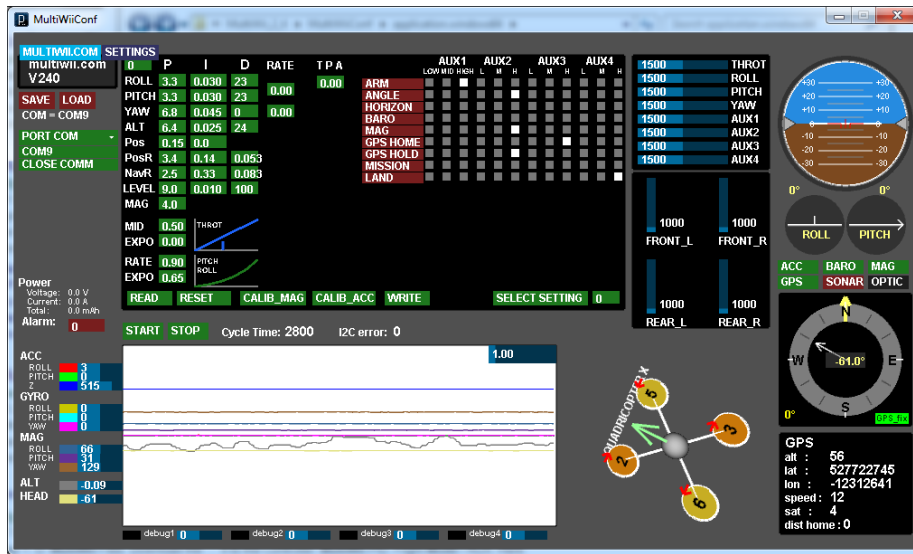 MultiWiiConf
MULTIWII.COM SETTINGS
multiwii.com
V240
SAVE LOAD
COM = COM9
PORT COM
COM9
CLOSE COMM
0 P I D RATE T P A
ROLL 3.3 0.030 23 0.00
PITCH 3.3 0.030 23 0.00
YAW 6.8 0.045 0 0.00
ALT 6.4 0.025 24
Pos 0.15 0.0
PosR 3.4 0.14 0.053
NavR 2.5 0.33 0.083
LEVEL 9.0 0.010 100
MAG 4.0
MID 0.50 THROT
EXPO 0.00
RATE 0.90 PITCH
EXPO 0.65 ROLL
READ RESET CALIB_MAG CALIB_ACC WRITE SELECT SETTING 0
AUX1 AUX2 AUX3 AUX4
LOW MID HIGH L M H L M H L M H
ARM
ANGLE
HORIZON
BARO
MAG
GPS HOME
GPS HOLD
MISSION
LAND
1500 THROT
1500 ROLL
1500 PITCH
1500 YAW
1500 AUX1
1500 AUX2
1500 AUX3
1500 AUX4
1000 1000
FRONT_L FRONT_R
1000 1000
REAR_L REAR_R
+30 +30
+20 +20
+10 +10
-10 -10
-20 -20
-30 -30
0° 0°
ROLL PITCH
ACC BARO MAG
GPS SONAR OPTIC
N
W -61.0° E
S
0° GPS_fix
Power
Voltage: 0.0 V
Current: 0.0 A
Total: 0.0 mAh
Alarm: 0
START STOP Cycle Time: 2800 I2C error: 0
1.00
ACC
ROLL 3
PITCH 0
Z 515
GYRO
ROLL 0
PITCH 0
YAW 0
MAG
ROLL 66
PITCH 31
YAW 129
ALT -0.09
HEAD -61
debug1 0 debug2 0 debug3 0 debug4 0
QUADRICOPTER X
5
3
2
6
GPS
alt : 56
lat : 527722745
lon : -12312641
speed : 12
sat : 4
dist home : 0